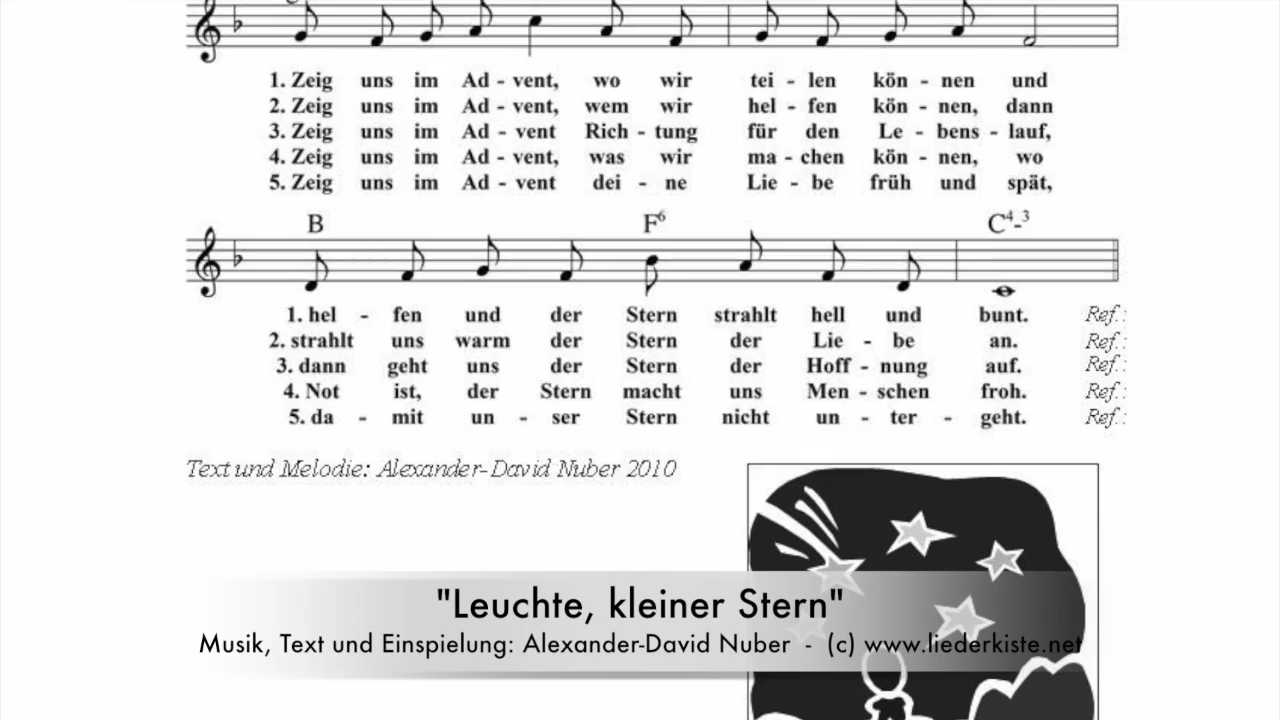 1. Zeig uns im Ad - vent, wo wir tei - len kön - nen und
2. Zeig uns im Ad - vent, wem wir hel - fen kön - nen, dann
3. Zeig uns im Ad - vent Rich - tung für den Le - bens - lauf,
4. Zeig uns im Ad - vent, was wir ma - chen kön - nen, wo
5. Zeig uns im Ad - vent dei - ne Lie - be früh und spät,
B F6 C4-3
1. hel - fen und der Stern strahlt hell und bunt. Ref.:
2. strahlt uns warm der Stern der Lie - be an. Ref.:
3. dann geht uns der Stern der Hoff - nung auf. Ref.:
4. Not ist, der Stern macht uns Men - schen froh. Ref.:
5. da - mit un - ser Stern nicht un - ter - geht. Ref.:
Text und Melodie: Alexander-David Nuber 2010
"Leuchte, kleiner Stern"
Musik, Text und Einspielung: Alexander-David Nuber - (c) www.liederkiste.net